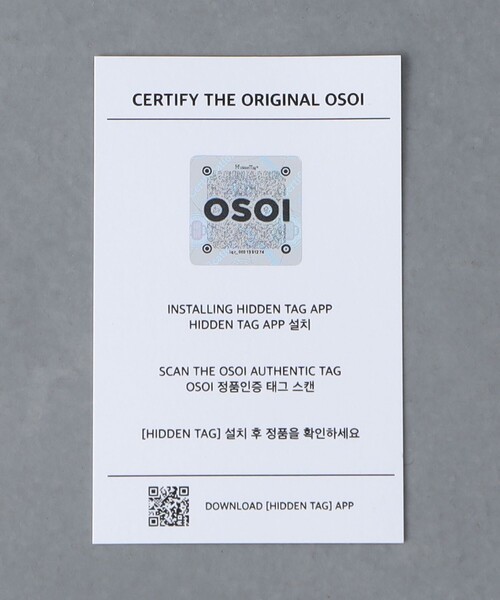 CERTIFY THE ORIGINAL OSOI
HiddenTag®
OSOI
INSTALLING HIDDEN TAG APP
HIDDEN TAG APP 설치
SCAN THE OSOI AUTHENTIC TAG
OSOI 정품인증 태그 스캔
[HIDDEN TAG] 설치 후 정품을 확인하세요
DOWNLOAD [HIDDEN TAG] APP